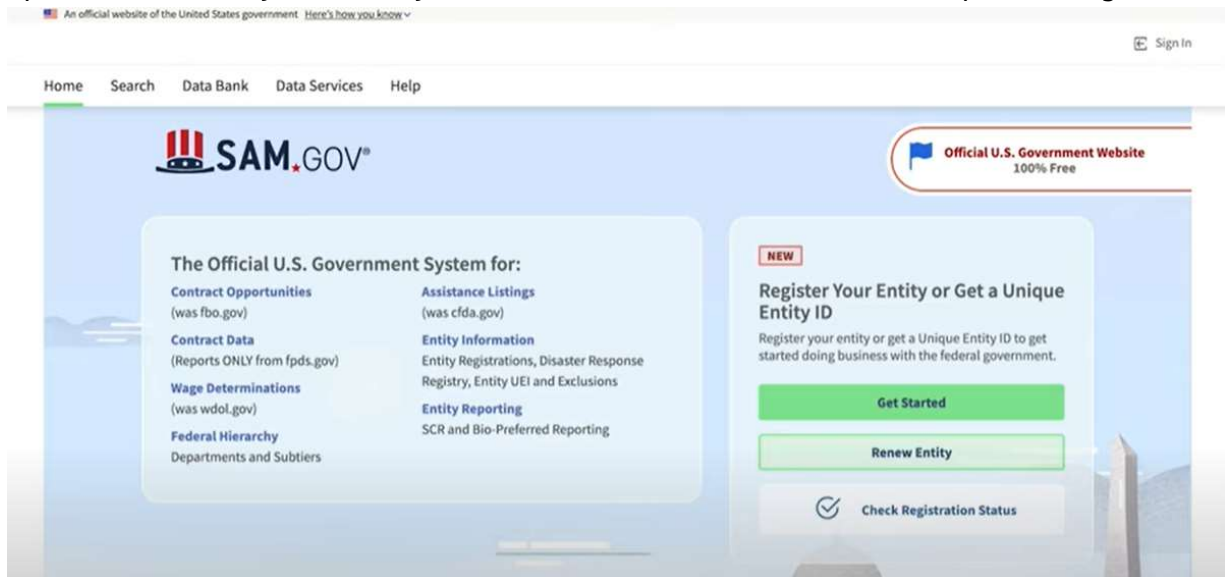 An official website of the United States government Here's how you know
Sign In
Home Search Data Bank Data Services Help
SAM.GOV®
Official U.S. Government Website
100% Free
The Official U.S. Government System for:
Contract Opportunities
(was fbo.gov)
Contract Data
(Reports ONLY from fpds.gov)
Wage Determinations
(was wdol.gov)
Federal Hierarchy
Departments and Subtiers
Assistance Listings
(was cfda.gov)
Entity Information
Entity Registrations, Disaster Response
Registry, Entity UEI and Exclusions
Entity Reporting
SCR and Bio-Preferred Reporting
NEW
Register Your Entity or Get a Unique
Entity ID
Register your entity or get a Unique Entity ID to get
started doing business with the federal government.
Get Started
Renew Entity
Check Registration Status